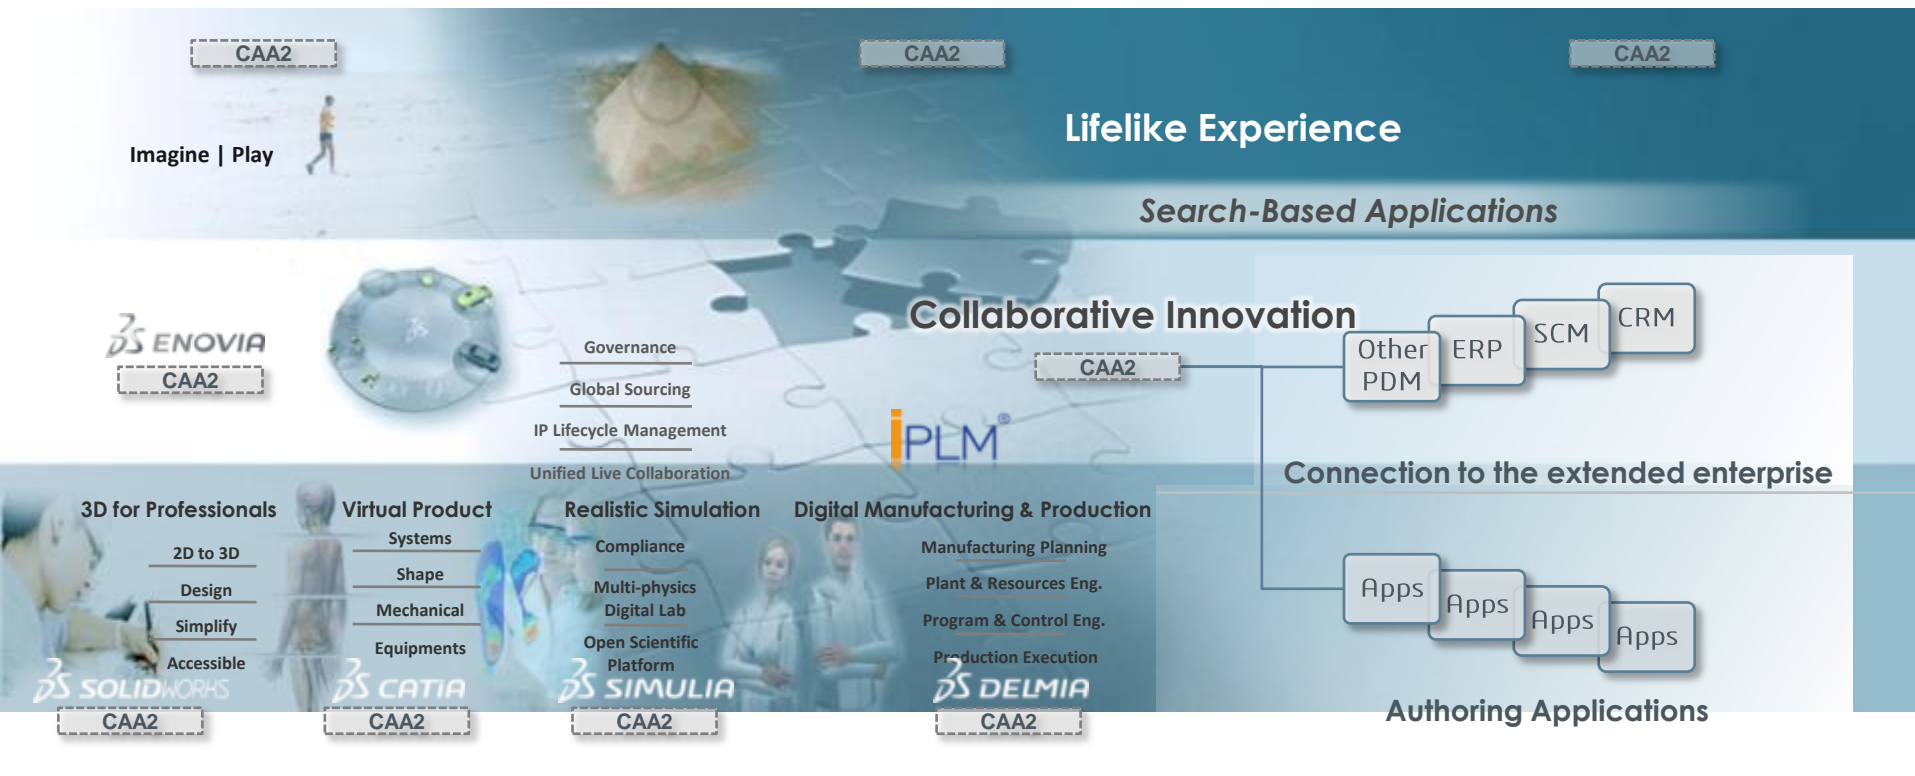 CAA2
CAA2
CAA2
Lifelike Experience
Imagine | Play
Search-Based Applications
Collaborative Innovation
ENOVIA
CAA2
Governance
Global Sourcing
IP Lifecycle Management
Unified Live Collaboration
CAA2
Other
PDM
ERP
SCM
CRM
iPLM®
Connection to the extended enterprise
3D for Professionals
2D to 3D
Design
Simplify
Accessible
SOLIDWORKS
CAA2
Virtual Product
Systems
Shape
Mechanical
Equipments
CATIA
CAA2
Realistic Simulation
Compliance
Multi-physics
Digital Lab
Open Scientific
Platform
SIMULIA
CAA2
Digital Manufacturing & Production
Manufacturing Planning
Plant & Resources Eng.
Program & Control Eng.
Production Execution
DELMIA
CAA2
Apps
Apps
Apps
Apps
Authoring Applications